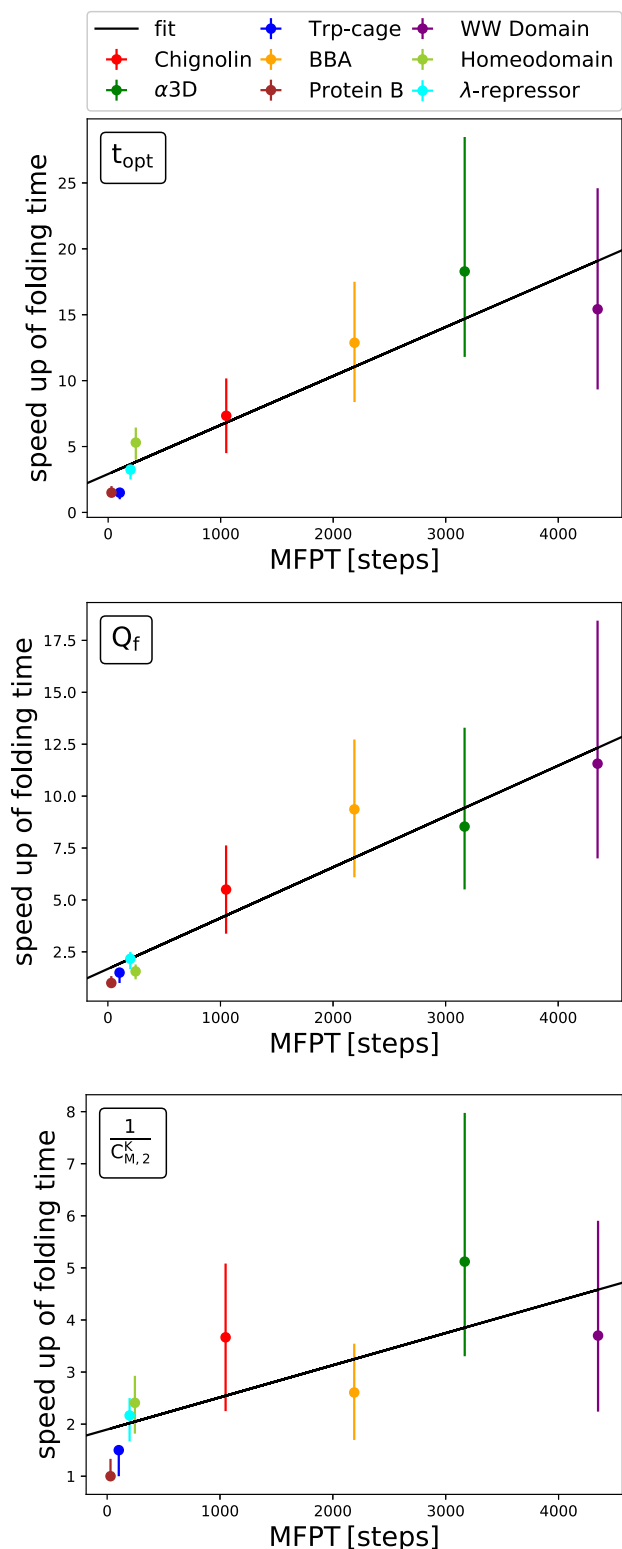 fit
Chignolin
α3D
Trp-cage
BBA
Protein B
WW Domain
Homeodomain
λ-repressor
t_opt
speed up of folding time
25
20
15
10
5
0
0 1000 2000 3000 4000
MFPT [steps]
Q_f
speed up of folding time
17.5
15.0
12.5
10.0
7.5
5.0
2.5
0 1000 2000 3000 4000
MFPT [steps]
1
C^K_M, 2
speed up of folding time
8
7
6
5
4
3
2
1
0 1000 2000 3000 4000
MFPT [steps]